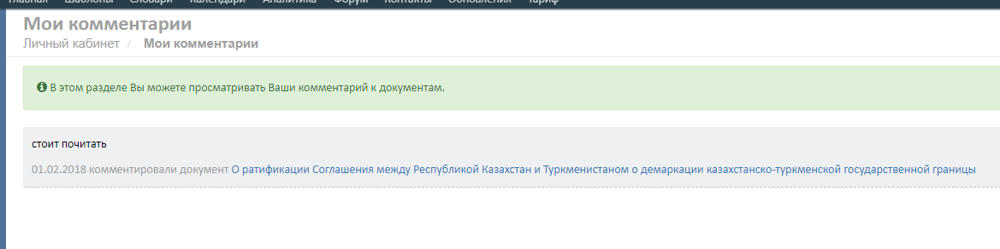 Главная Шаблоны Словари Календари Аналитика Форум Контакты Обновления Тариф
Мои комментарии
Личный кабинет / Мои комментарии
В этом разделе Вы можете просматривать Ваши комментарий к документам.
стоит почитать
01.02.2018 комментировали документ О ратификации Соглашения между Республикой Казахстан и Туркменистаном о демаркации казахстанско-туркменской государственной границы